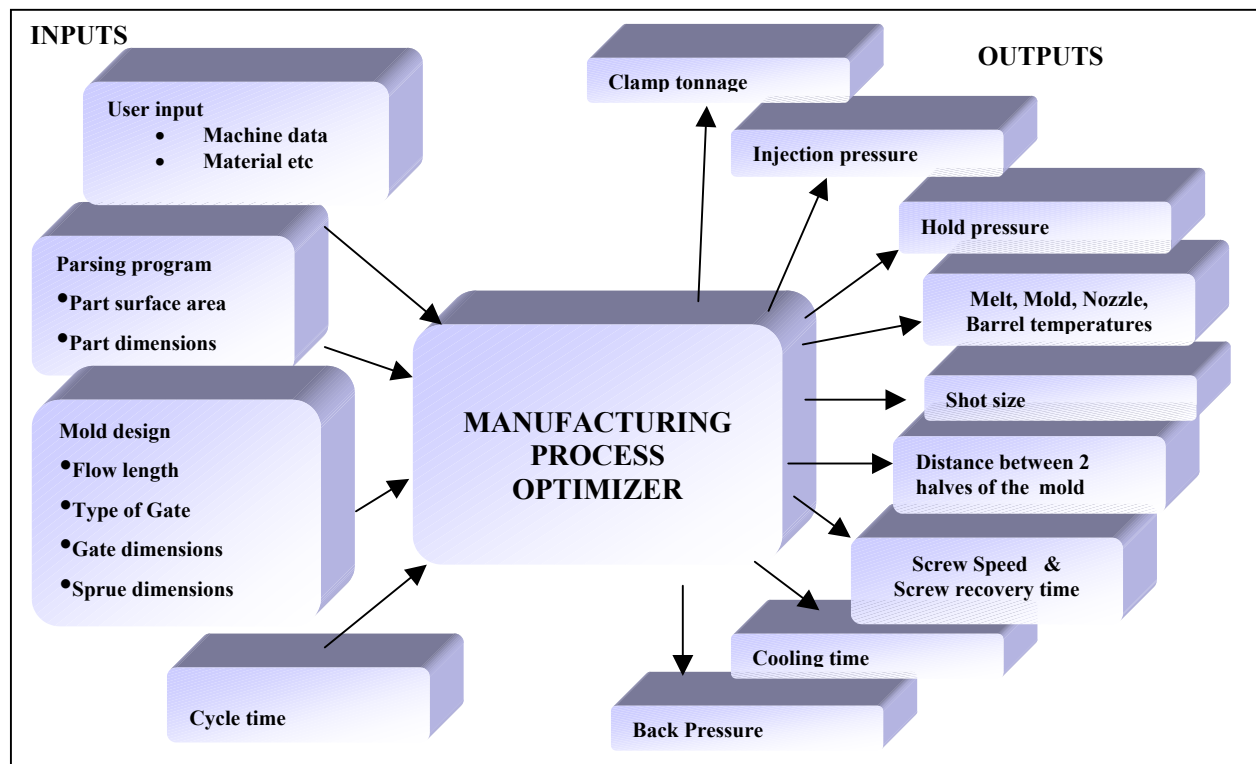 INPUTS
User input
• Machine data
• Material etc
Parsing program
•Part surface area
•Part dimensions
Mold design
•Flow length
•Type of Gate
•Gate dimensions
•Sprue dimensions
Cycle time
MANUFACTURING
PROCESS
OPTIMIZER
OUTPUTS
Clamp tonnage
Injection pressure
Hold pressure
Melt, Mold, Nozzle,
Barrel temperatures
Shot size
Distance between 2
halves of the mold
Screw Speed &
Screw recovery time
Cooling time
Back Pressure